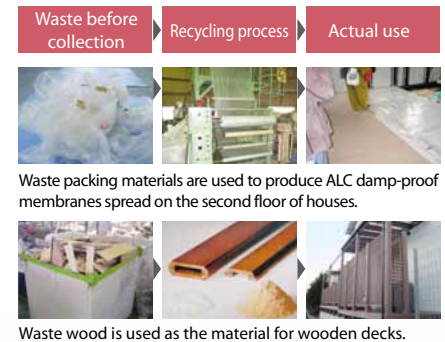 Waste before
collection
Recycling process
Actual use
Waste packing materials are used to produce ALC damp-proof
membranes spread on the second floor of houses.
Waste wood is used as the material for wooden decks.